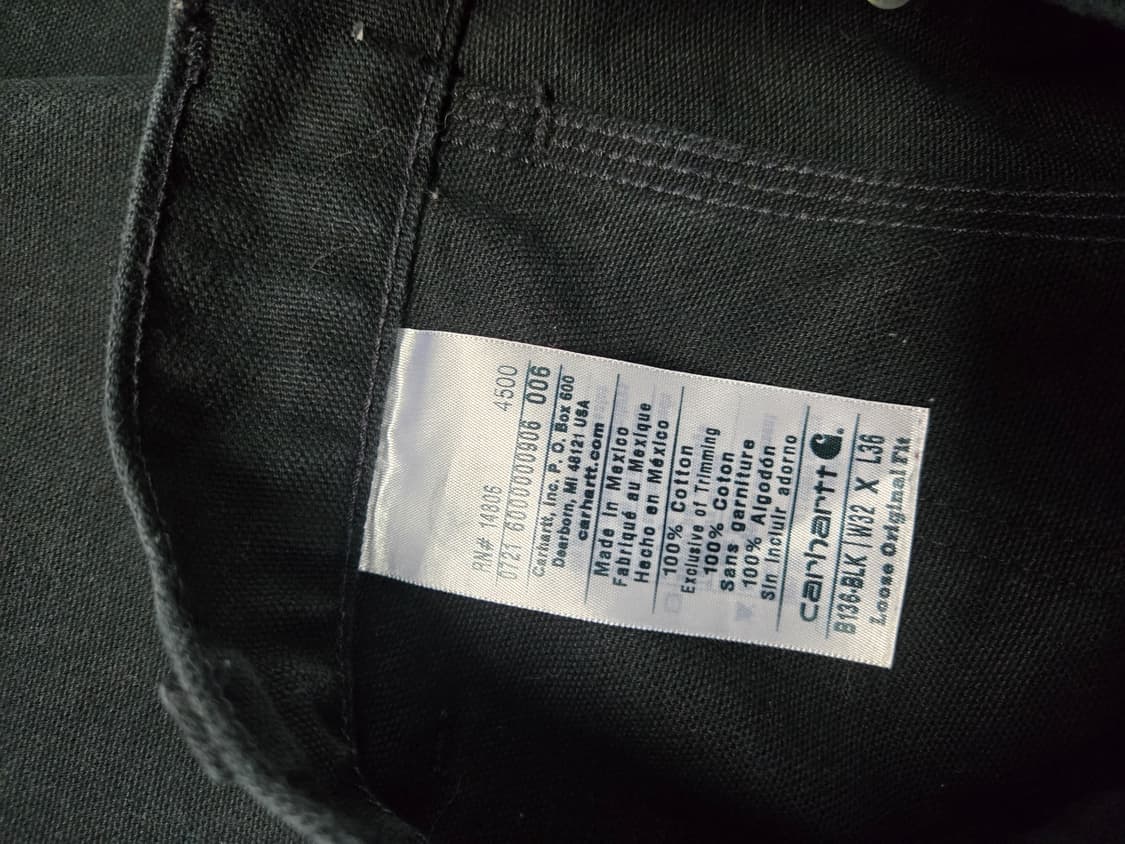 RN# 14806 4500
0721 6000000906 006
Carhartt, Inc. P. O. Box 600
Dearborn, MI 48121 USA
carhartt.com
Made In Mexico
Fabriqué au Mexique
Hecho en México
100% Cotton
Exclusive of Trimming
100% Coton
Sans garniture
100% Algodón
Sin incluir adorno
carhartt
B136-BLK W32 X L36
Loose Original Fit